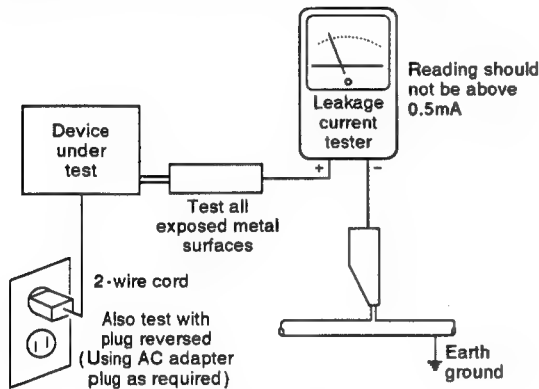 Device
under
test
Leakage
current
tester
+
-
Reading should
not be above
0.5mA
Test all
exposed metal
surfaces
2-wire cord
Also test with
plug reversed
(Using AC adapter
plug as required)
Earth
ground